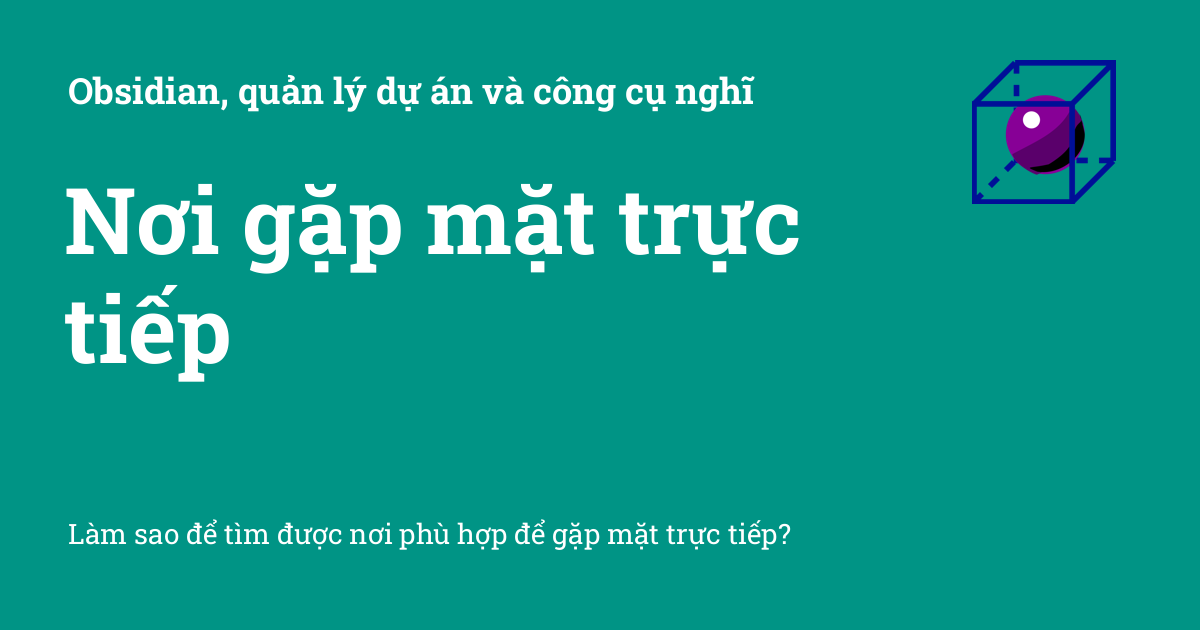 Obsidian, quản lý dự án và công cụ nghĩ
Nơi gặp mặt trực
tiếp
Làm sao để tìm được nơi phù hợp để gặp mặt trực tiếp?